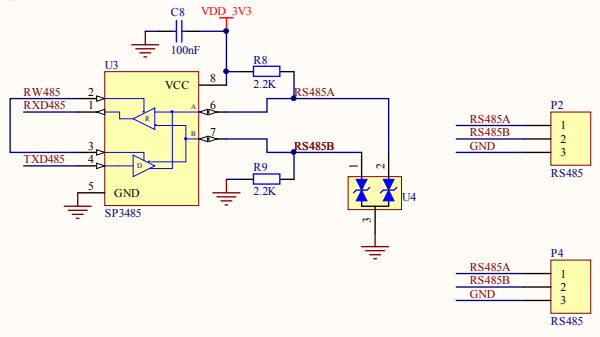 C8
VDD_3V3
100nF
U3
R8
2.2K
VCC
8
RW485
2
RXD485
1
R
A
6
RS485A
B
7
RS485B
3
TXD485
4
D
5
GND
SP3485
R9
2.2K
1
2
U4
3
P2
RS485A
1
RS485B
2
GND
3
RS485
P4
RS485A
1
RS485B
2
GND
3
RS485